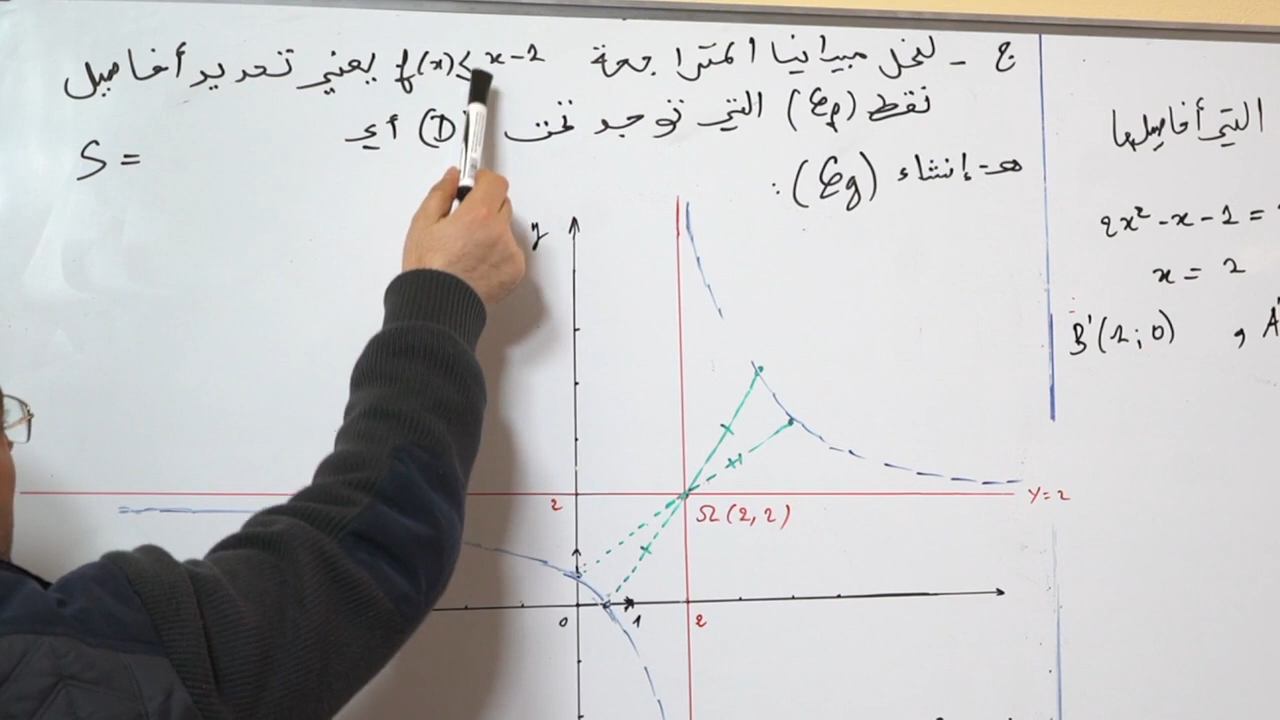 ج - لنحل مبيانيا المتراجعة f(x) ≤ x-2 يعني تحديد أفاصيل
نقط (Cf) التي توجد تحت (D) أي
S =
هـ- إنشاء (Cg) :
y
2
Ω(2, 2)
y=2
0
1
2
التي أفاصيلها
2x² - x - 1 =
x = 2
B'(1; 0) , A'